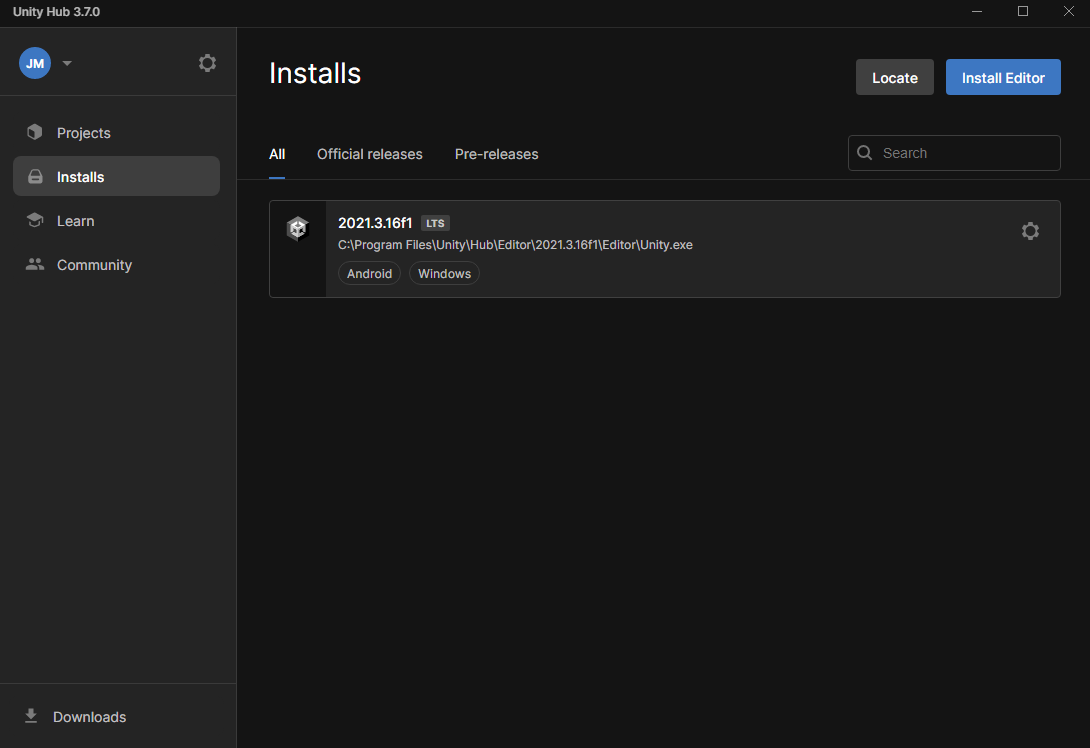 Unity Hub 3.7.0
JM
Projects
Installs
Learn
Community
Downloads
Installs
Locate
Install Editor
All
Official releases
Pre-releases
Search
2021.3.16f1 LTS
C:\Program Files\Unity\Hub\Editor\2021.3.16f1\Editor\Unity.exe
Android
Windows